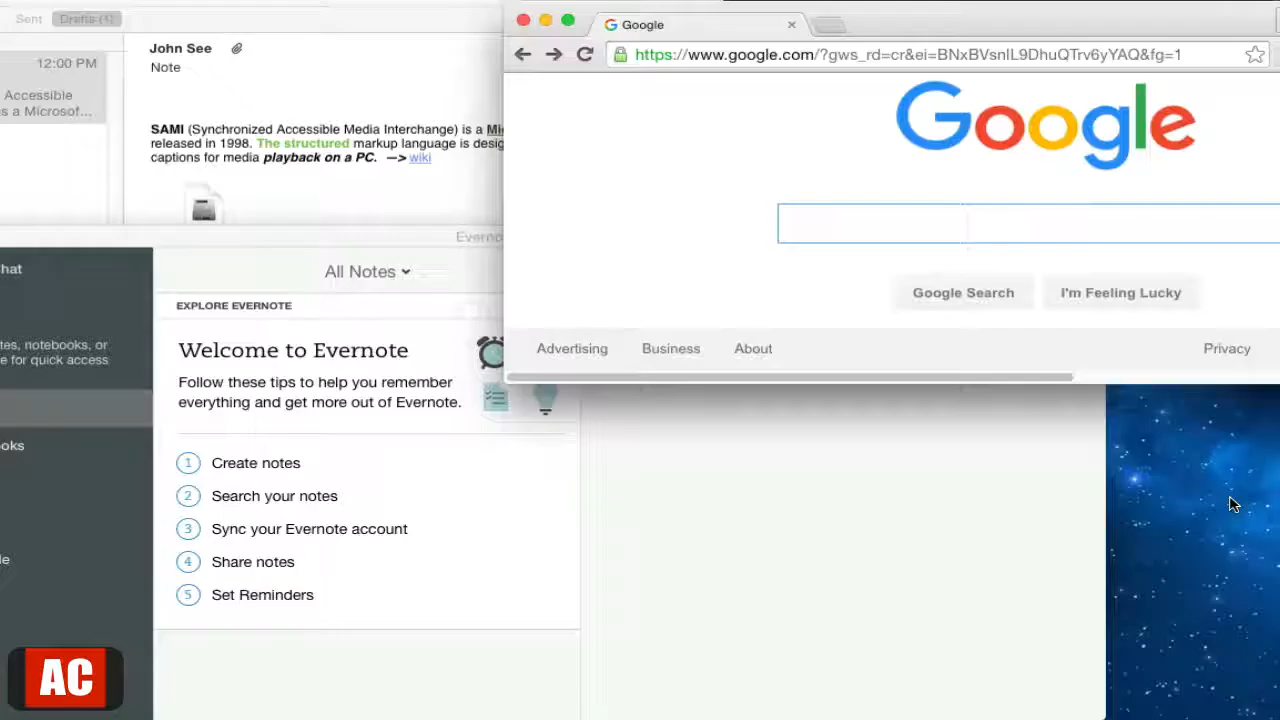 Sent Drafts (1)
12:00 PM
Accessible
s a Microsof...
John See
Note
SAMI (Synchronized Accessible Media Interchange) is a
released in 1998. The structured markup language is
captions for media playback on a PC. —> wiki
Google
https://www.google.com/?gws_rd=cr&ei=BNxBVsnlL9DhuQTrv6yYAQ&fg=1
Google
Google Search I'm Feeling Lucky
Advertising Business About Privacy
Everno
hat
tes, notebooks, or
e for quick access
ooks
le
All Notes
EXPLORE EVERNOTE
Welcome to Evernote
Follow these tips to help you remember
everything and get more out of Evernote.
1 Create notes
2 Search your notes
3 Sync your Evernote account
4 Share notes
5 Set Reminders
AC